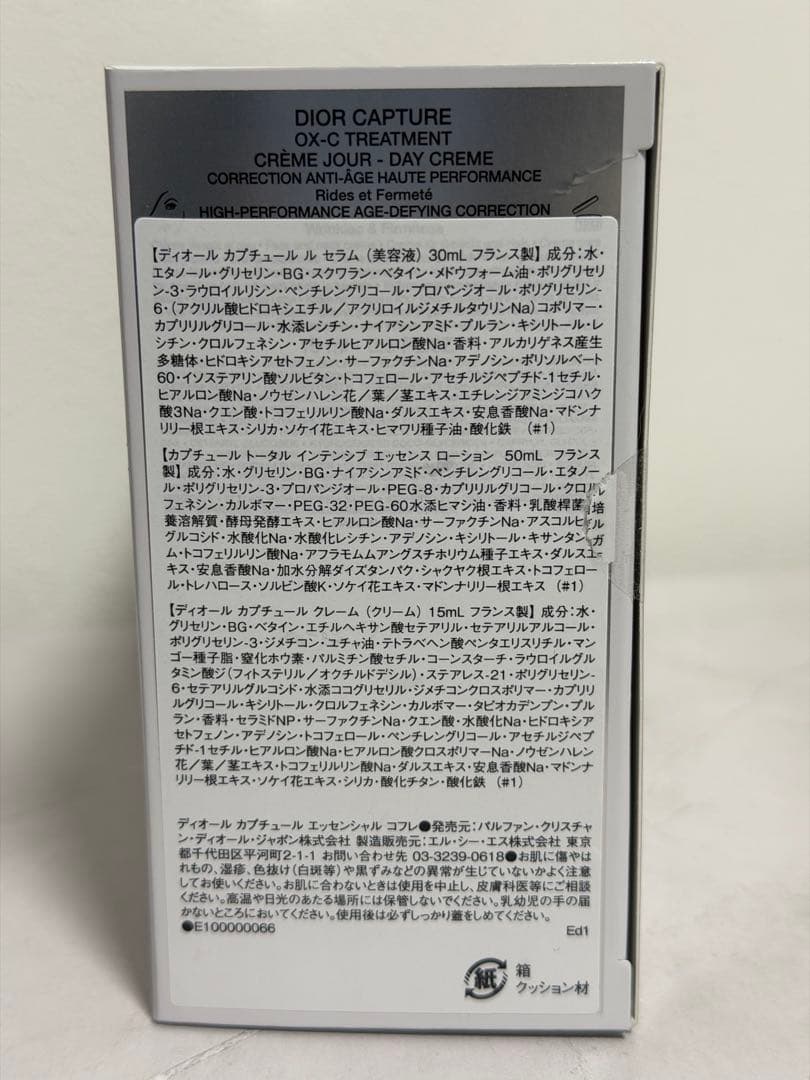 DIOR CAPTURE
OX-C TREATMENT
CRÈME JOUR - DAY CREME
CORRECTION ANTI-ÂGE HAUTE PERFORMANCE
Rides et Fermeté
HIGH-PERFORMANCE AGE-DEFYING CORRECTION
Wrinkles & Firmness
【ディオール カプチュール ル セラム（美容液）30mL フランス製】成分：水・
エタノール・グリセリン・BG・スクワラン・ベタイン・メドウフォーム油・ポリグリセリ
ン-3・ラウロイルリシン・ペンチレングリコール・プロパンジオール・ポリグリセリン-
6・（アクリル酸ヒドロキシエチル／アクリロイルジメチルタウリンNa）コポリマー・
カプリリルグリコール・水添レシチン・ナイアシンアミド・プルラン・キシリトール・レ
シチン・クロルフェネシン・アセチルヒアルロン酸Na・香料・アルカリゲネス産生
多糖体・ヒドロキシアセトフェノン・サーファクチンNa・アデノシン・ポリソルベート
60・イソステアリン酸ソルビタン・トコフェロール・アセチルジペプチド-1セチル・
ヒアルロン酸Na・ノウゼンハレン花／葉／茎エキス・エチレンジアミンジコハク
酸3Na・クエン酸・トコフェリルリン酸Na・ダルスエキス・安息香酸Na・マドンナ
リリー根エキス・シリカ・ソケイ花エキス・ヒマワリ種子油・酸化鉄 （#1）
【カプチュール トータル インテンシブ エッセンス ローション 50mL フランス
製】成分：水・グリセリン・BG・ナイアシンアミド・ペンチレングリコール・エタノー
ル・ポリグリセリン-3・プロパンジオール・PEG-8・カプリリルグリコール・クロル
フェネシン・カルボマー・PEG-32・PEG-60水添ヒマシ油・香料・乳酸桿菌培
養溶解質・酵母発酵エキス・ヒアルロン酸Na・サーファクチンNa・アスコルビル
グルコシド・水酸化Na・水酸化レシチン・アデノシン・キシリトール・キサンタンガ
ム・トコフェリルリン酸Na・アフラモムムアングスチホリウム種子エキス・ダルスエ
キス・安息香酸Na・加水分解ダイズタンパク・シャクヤク根エキス・トコフェロー
ル・トレハロース・ソルビン酸K・ソケイ花エキス・マドンナリリー根エキス （#1）
【ディオール カプチュール クレーム（クリーム）15mL フランス製】成分：水・
グリセリン・BG・ベタイン・エチルヘキサン酸セテアリル・セテアリルアルコール・
ポリグリセリン-3・ジメチコン・ユチャ油・テトラベヘン酸ペンタエリスリチル・マン
ゴー種子脂・窒化ホウ素・パルミチン酸セチル・コーンスターチ・ラウロイルグル
タミン酸ジ（フィトステリル／オクチルドデシル）・ステアレス-21・ポリグリセリン-
6・セテアリルグルコシド・水添ココグリセリル・ジメチコンクロスポリマー・カプリリ
ルグリコール・キシリトール・クロルフェネシン・カルボマー・タピオカデンプン・プル
ラン・香料・セラミドNP・サーファクチンNa・クエン酸・水酸化Na・ヒドロキシア
セトフェノン・アデノシン・トコフェロール・ペンチレングリコール・アセチルジペプ
チド-1セチル・ヒアルロン酸Na・ヒアルロン酸クロスポリマーNa・ノウゼンハレン
花／葉／茎エキス・トコフェリルリン酸Na・ダルスエキス・安息香酸Na・マドンナ
リリー根エキス・ソケイ花エキス・シリカ・酸化チタン・酸化鉄 （#1）
ディオール カプチュール エッセンシャル コフレ●発売元：パルファン・クリスチャ
ン・ディオール・ジャポン株式会社 製造販売元：エル・シー・エス株式会社 東京
都千代田区平河町2-1-1 お問い合わせ先 03-3239-0618●お肌に傷やは
れもの、湿疹、色抜け（白斑等）や黒ずみなどの異常が生じていないかよく注意
してお使いください。お肌に合わないときは使用を中止し、皮膚科医等にご相談
ください。高温や日光のあたる場所には保管しないでください。乳幼児の手の届
かないところにおいてください。使用後は必ずしっかり蓋をしめてください。
●E100000066 Ed1
紙 箱
クッション材